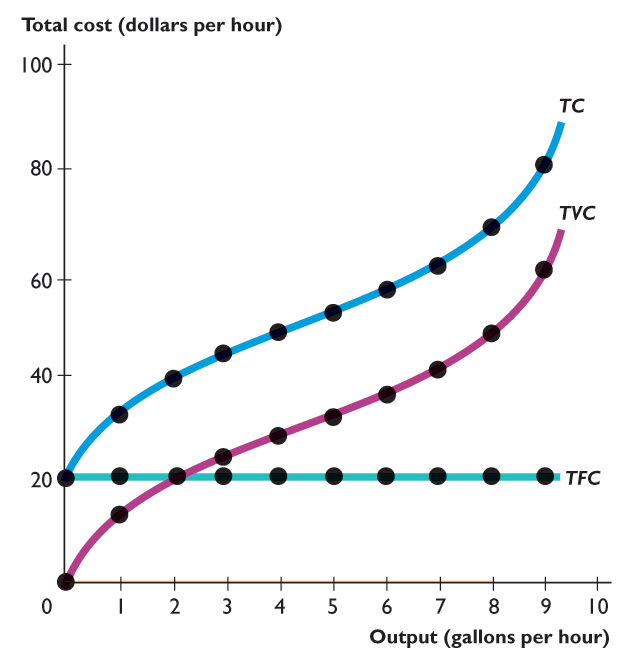 Total cost (dollars per hour)
100
TC
80
TVC
60
40
20
TFC
0 1 2 3 4 5 6 7 8 9 10
Output (gallons per hour)